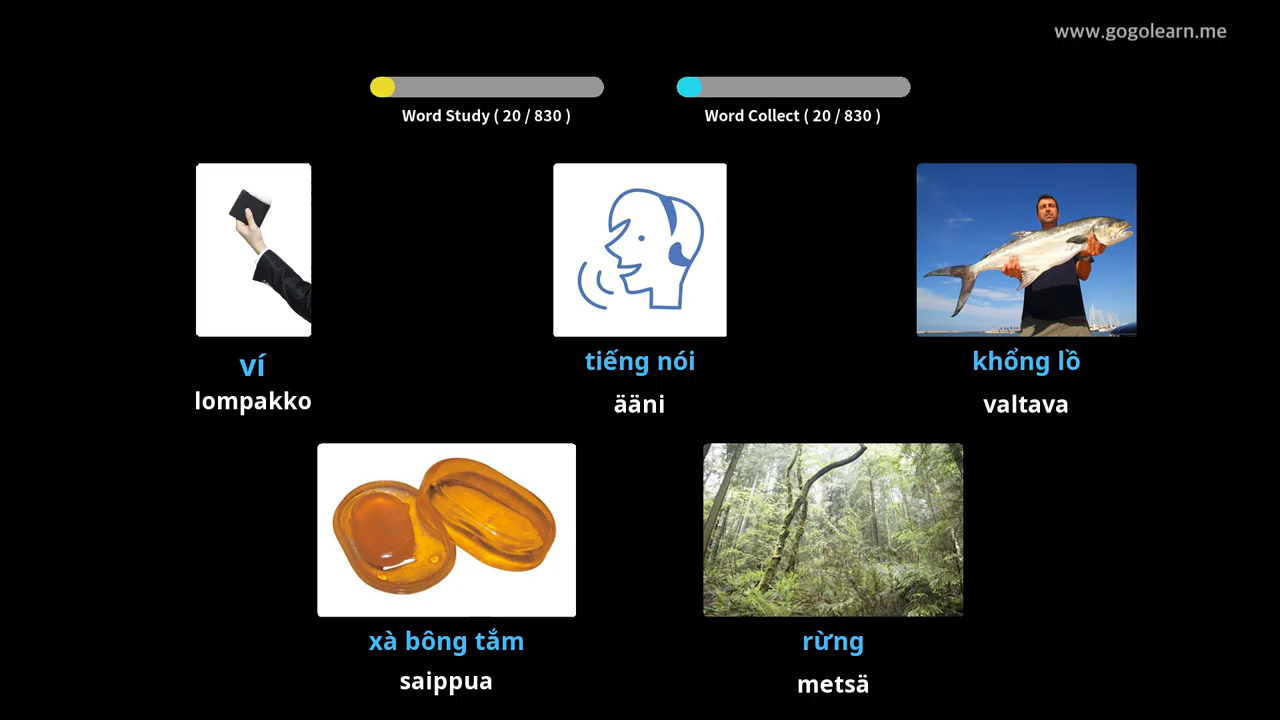 www.gogolearn.me
Word Study ( 20 / 830 )
Word Collect ( 20 / 830 )
ví
lompakko
tiếng nói
ääni
khổng lồ
valtava
xà bông tắm
saippua
rừng
metsä